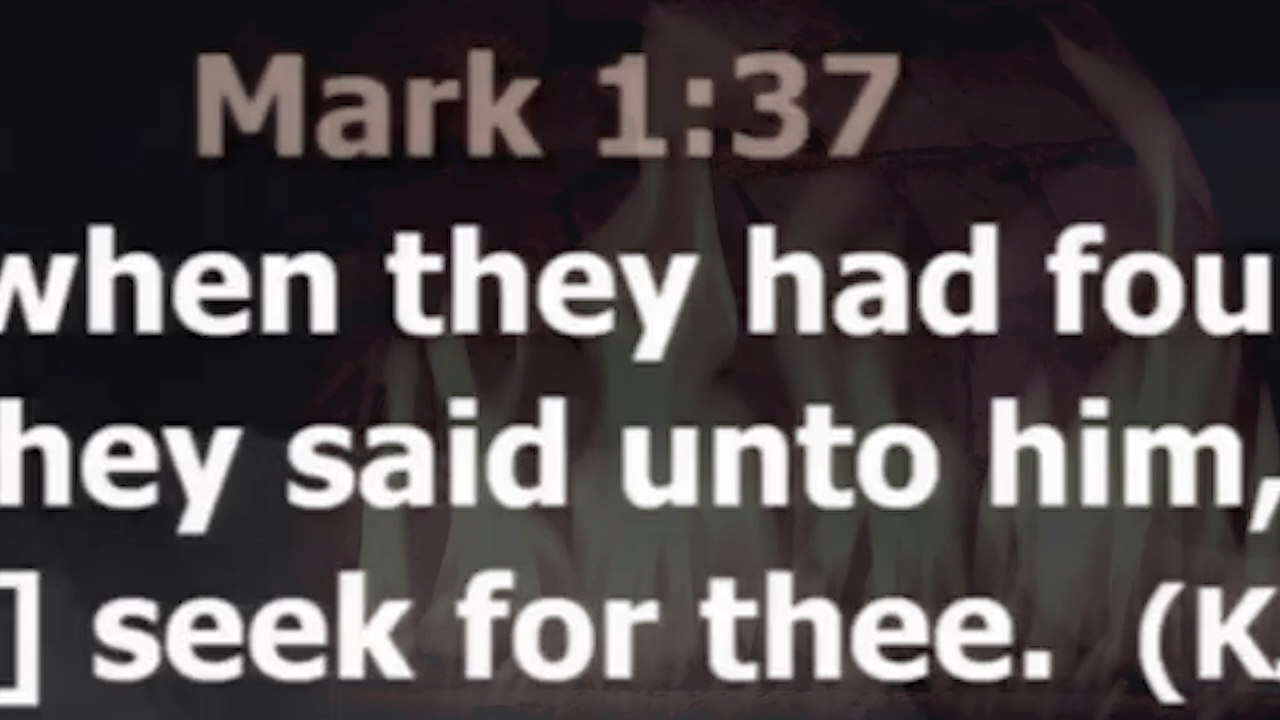 Mark 1:37
when they had fou
hey said unto him,
] seek for thee. (K